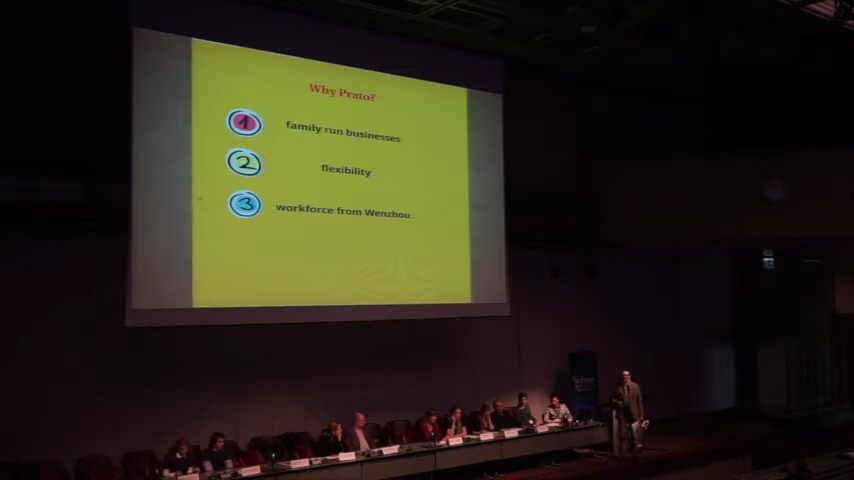 Why Prato?
1
family run businesses
2
flexibility
3
workforce from Wenzhou.